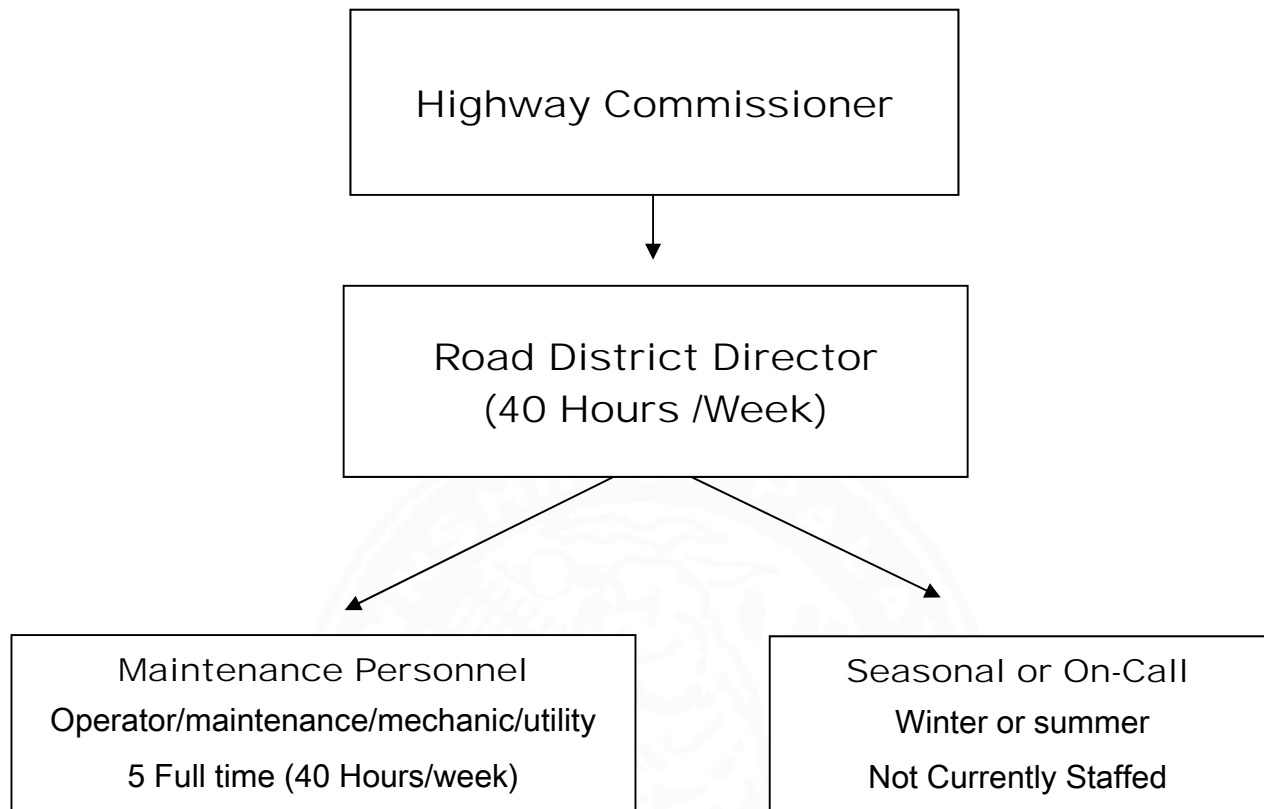 Highway Commissioner
Road District Director
(40 Hours /Week)
Maintenance Personnel
Operator/maintenance/mechanic/utility
5 Full time (40 Hours/week)
Seasonal or On-Call
Winter or summer
Not Currently Staffed